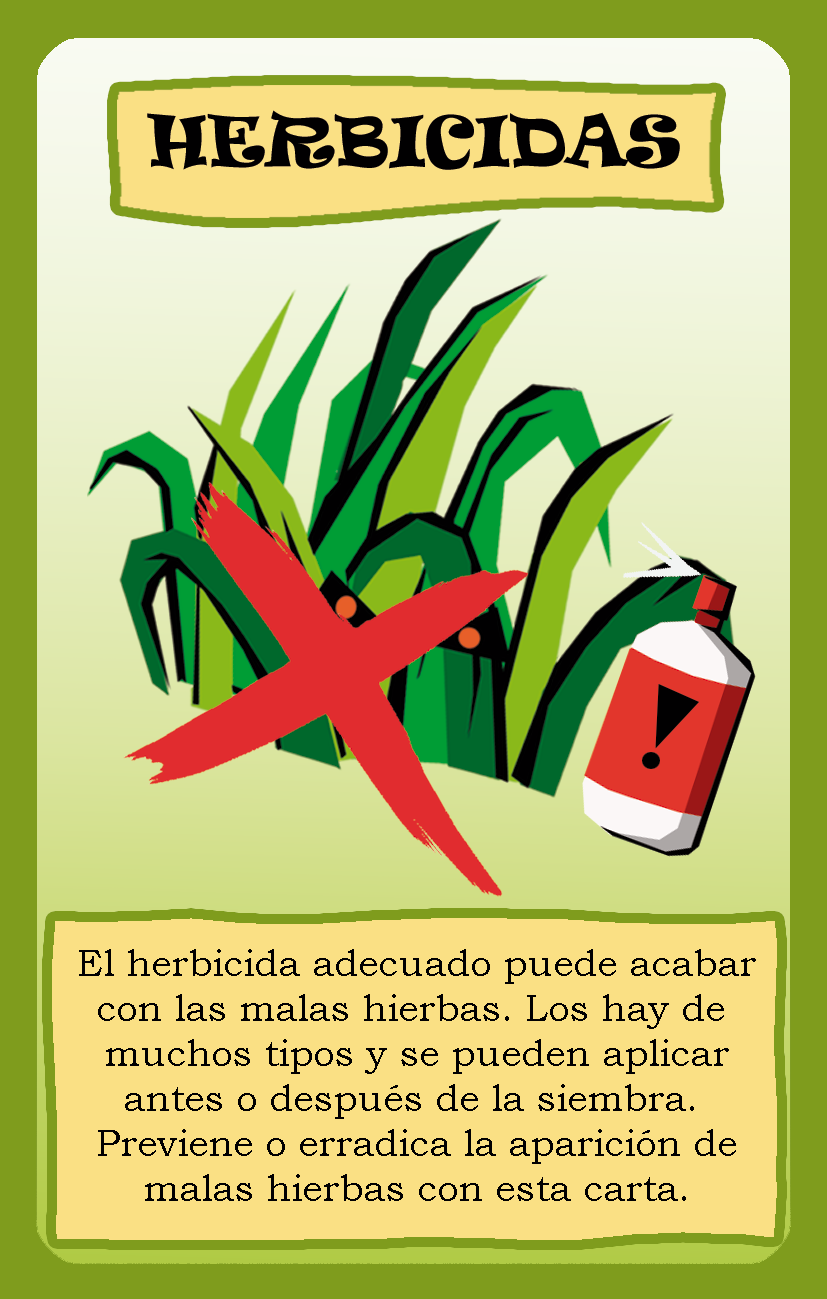 HERBICIDAS
El herbicida adecuado puede acabar
con las malas hierbas. Los hay de
muchos tipos y se pueden aplicar
antes o después de la siembra.
Previene o erradica la aparición de
malas hierbas con esta carta.